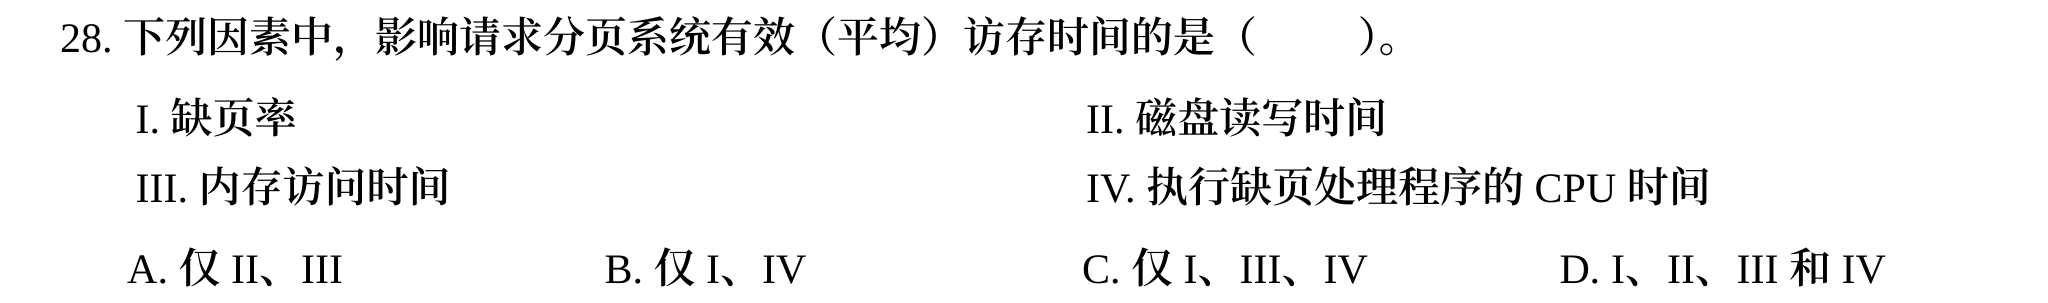 28. 下列因素中，影响请求分页系统有效（平均）访存时间的是（　　）。
I. 缺页率　　II. 磁盘读写时间
III. 内存访问时间　　IV. 执行缺页处理程序的 CPU 时间
A. 仅 II、III　　B. 仅 I、IV　　C. 仅 I、III、IV　　D. I、II、III 和 IV